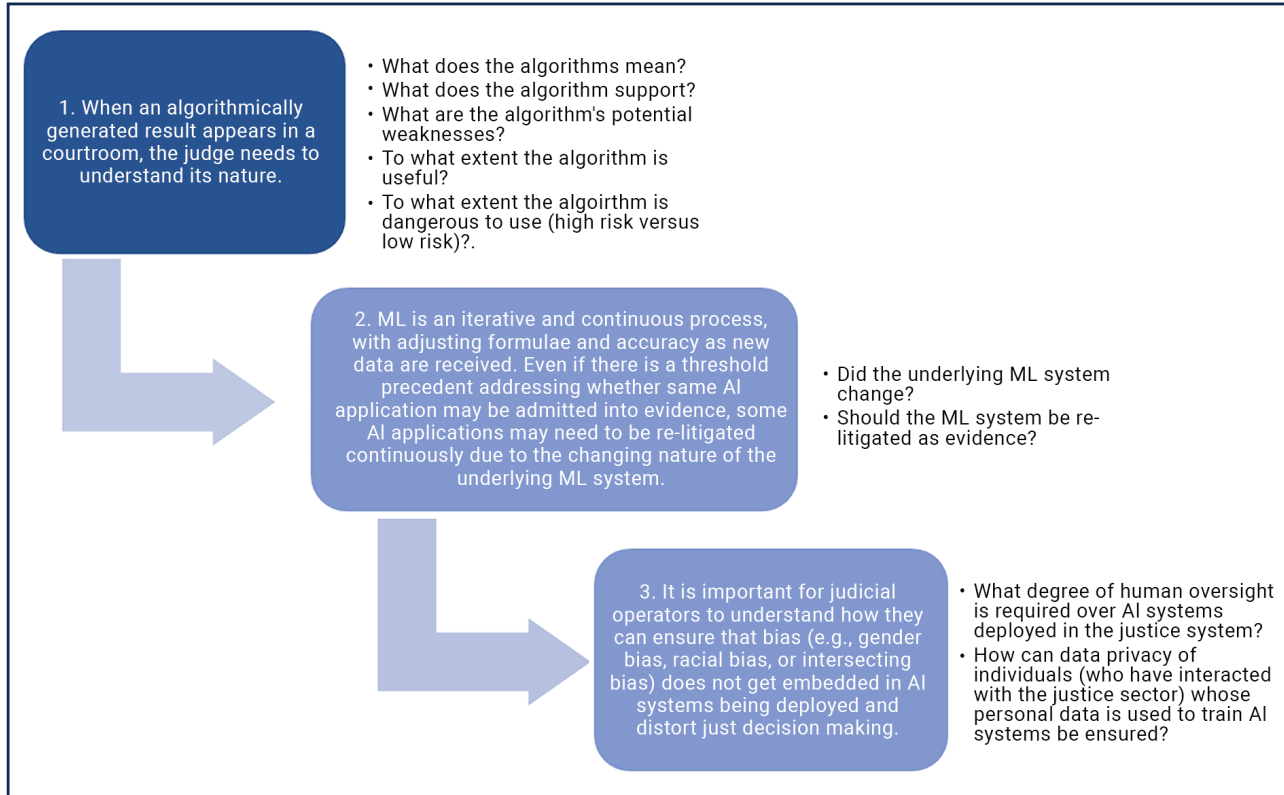 1. When an algorithmically
generated result appears in a
courtroom, the judge needs to
understand its nature.
• What does the algorithms mean?
• What does the algorithm support?
• What are the algorithm's potential
weaknesses?
• To what extent the algorithm is
useful?
• To what extent the algoirthm is
dangerous to use (high risk versus
low risk)?.
2. ML is an iterative and continuous process,
with adjusting formulae and accuracy as new
data are received. Even if there is a threshold
precedent addressing whether same AI
application may be admitted into evidence, some
AI applications may need to be re-litigated
continuously due to the changing nature of the
underlying ML system.
• Did the underlying ML system
change?
• Should the ML system be re-
litigated as evidence?
3. It is important for judicial
operators to understand how they
can ensure that bias (e.g., gender
bias, racial bias, or intersecting
bias) does not get embedded in AI
systems being deployed and
distort just decision making.
• What degree of human oversight
is required over AI systems
deployed in the justice system?
• How can data privacy of
individuals (who have interacted
with the justice sector) whose
personal data is used to train AI
systems be ensured?